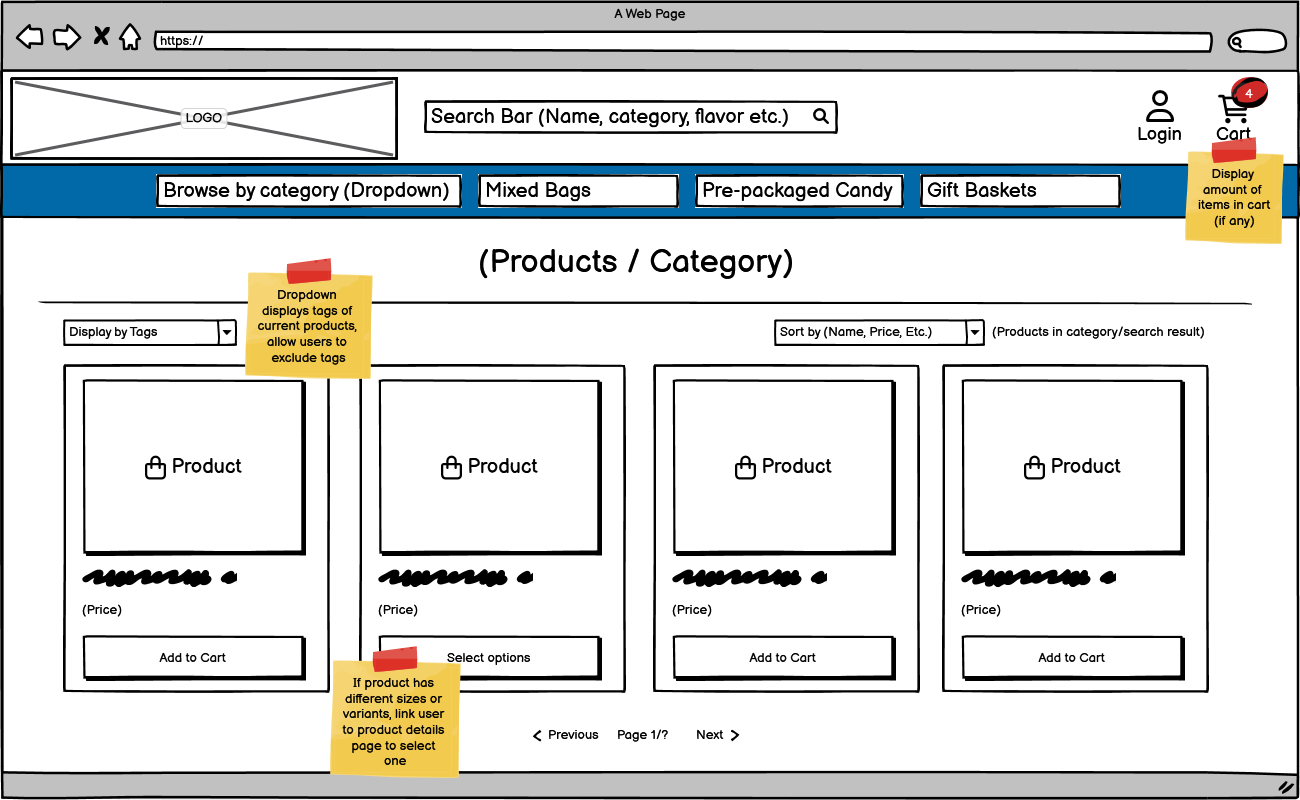 A Web Page
https://
LOGO
Search Bar (Name, category, flavor etc.)
Login
4
Cart
Browse by category (Dropdown)
Mixed Bags
Pre-packaged Candy
Gift Baskets
Display
amount of
items in cart
(if any)
(Products / Category)
Display by Tags
Dropdown
displays tags of
current products,
allow users to
exclude tags
Sort by (Name, Price, Etc.)
(Products in category/search result)
Product
Product
Product
Product
(Price)
(Price)
(Price)
(Price)
Add to Cart
Select options
Add to Cart
Add to Cart
If product has
different sizes or
variants, link user
to product details
page to select
one
Previous
Page 1/?
Next